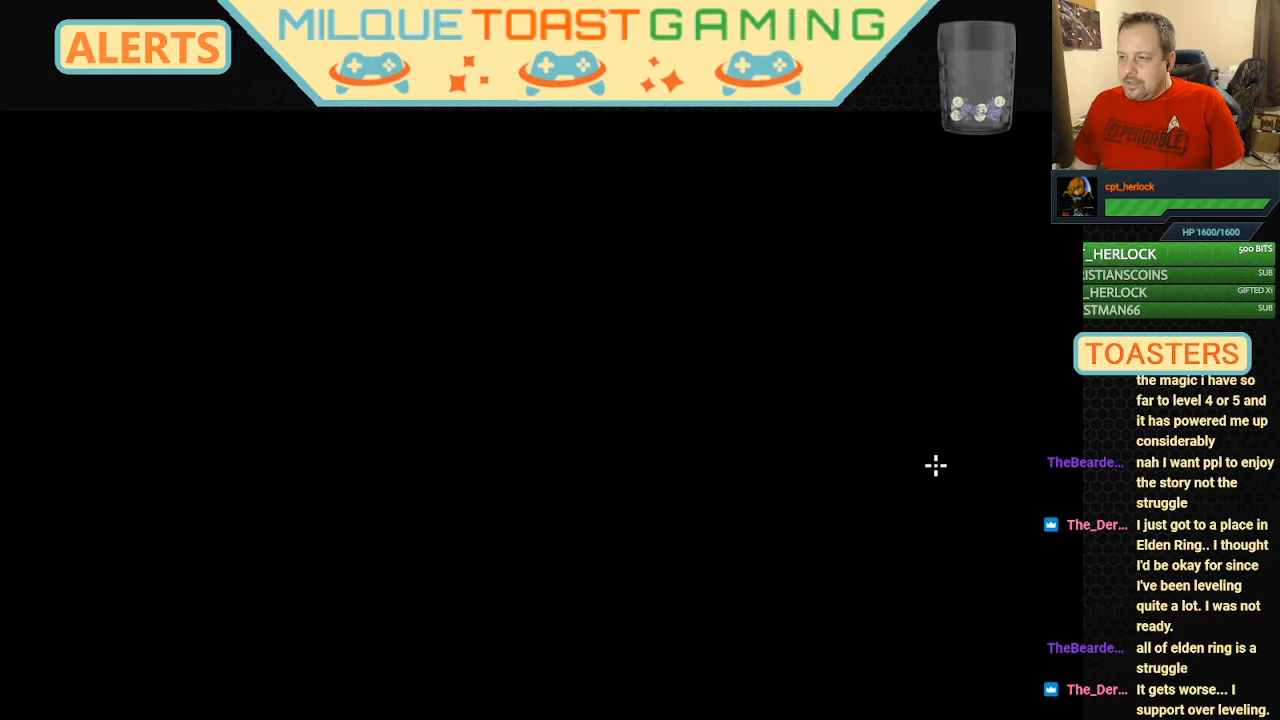 ALERTS
MILQUETOASTGAMING
EXPENDABLE
cpt_herlock
HP 1600/1600
_HERLOCK 500 BITS
RISTIANSCOINS SUB
_HERLOCK GIFTED X1
STMAN66 SUB
TOASTERS
the magic i have so
far to level 4 or 5 and
it has powered me up
considerably
TheBearde... nah I want ppl to enjoy
the story not the
struggle
The_Der... I just got to a place in
Elden Ring.. I thought
I'd be okay for since
I've been leveling
quite a lot. I was not
ready.
TheBearde... all of elden ring is a
struggle
The_Der... It gets worse... I
support over leveling.